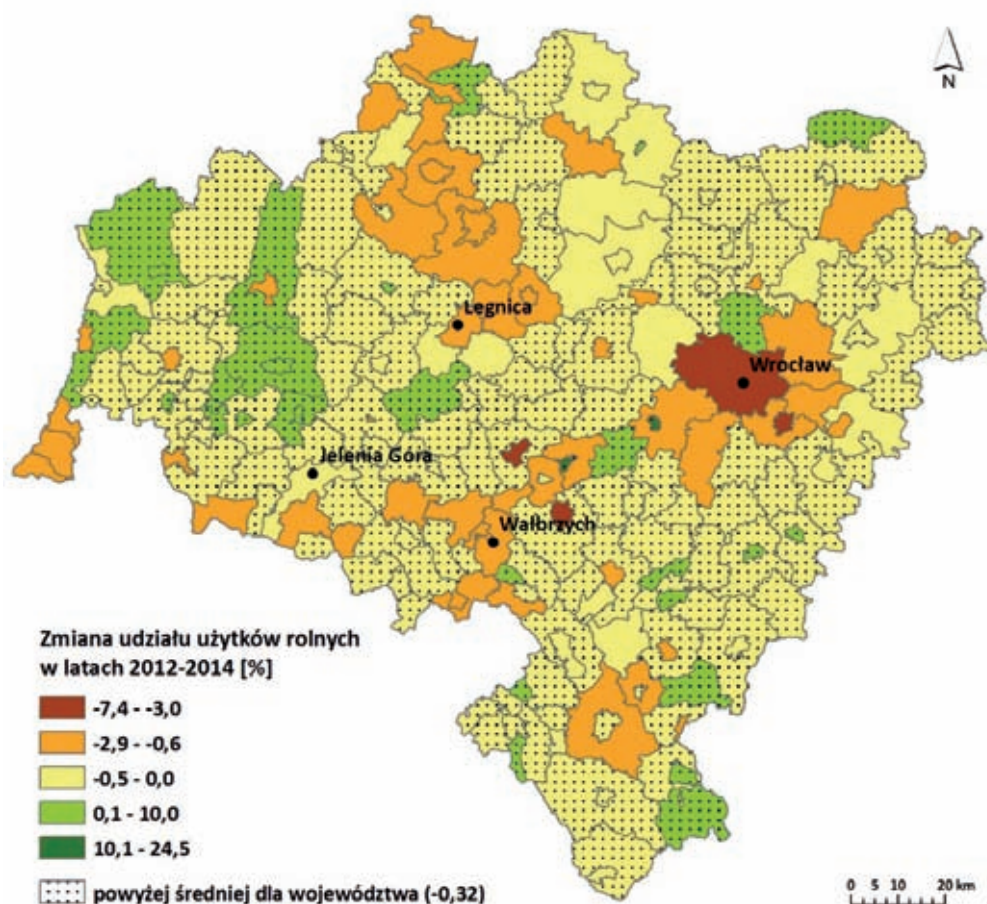 N
Legnica
Wrocław
Jelenia Góra
Wałbrzych
Zmiana udziału użytków rolnych
w latach 2012-2014 [%]
-7,4 - -3,0
-2,9 - -0,6
-0,5 - 0,0
0,1 - 10,0
10,1 - 24,5
powyżej średniej dla województwa (-0,32)
0 5 10 20 km